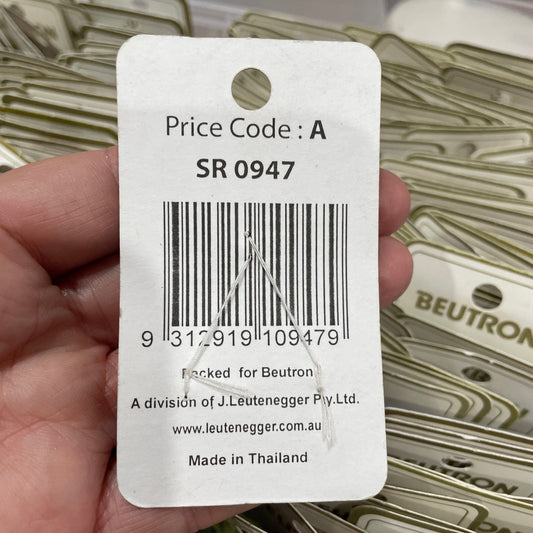 Price Code : A
SR 0947
9 312919 109479
Packed for Beutron
A division of J.Leutenegger Pty.Ltd.
www.leutenegger.com.au
Made in Thailand
BEUTRON
BEUTRON